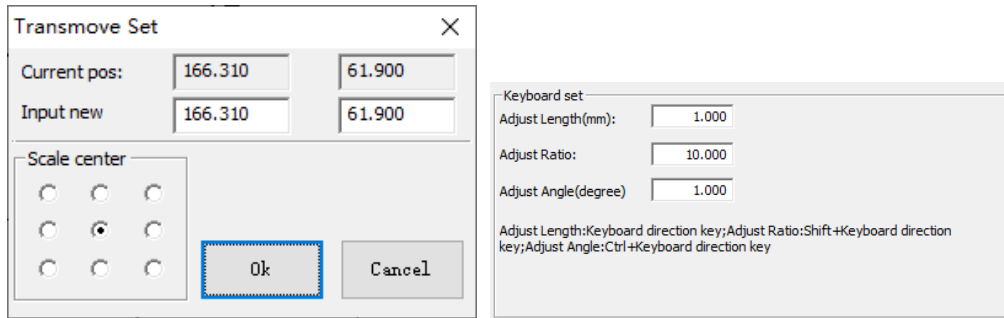 Transmove Set
Current pos: 166.310 61.900
Input new 166.310 61.900
Scale center
Ok Cancel
Keyboard set
Adjust Length(mm): 1.000
Adjust Ratio: 10.000
Adjust Angle(degree) 1.000
Adjust Length:Keyboard direction key;Adjust Ratio:Shift+Keyboard direction
key;Adjust Angle:Ctrl+Keyboard direction key